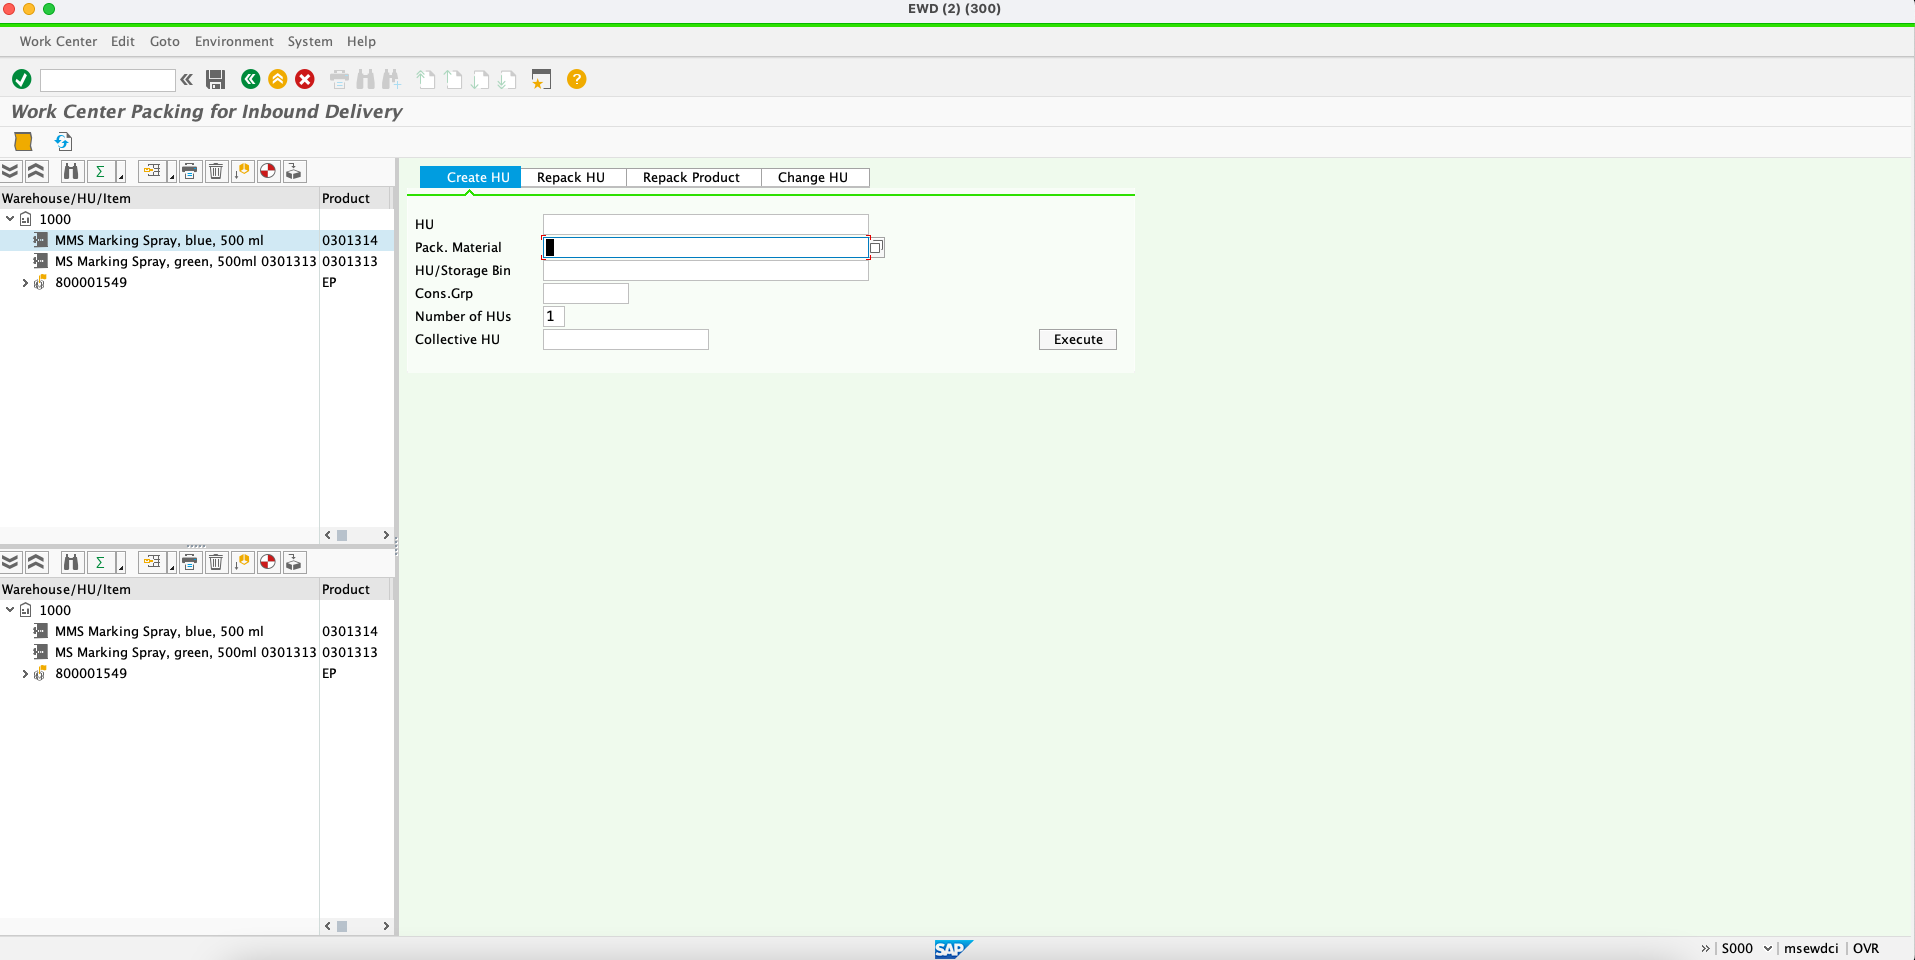 EWD (2) (300)
Work Center Edit Goto Environment System Help
Work Center Packing for Inbound Delivery
Create HU Repack HU Repack Product Change HU
Warehouse/HU/Item Product
1000
MMS Marking Spray, blue, 500 ml 0301314
MS Marking Spray, green, 500ml 0301313 0301313
800001549 EP
HU
Pack. Material
HU/Storage Bin
Cons.Grp
Number of HUs 1
Collective HU Execute
Warehouse/HU/Item Product
1000
MMS Marking Spray, blue, 500 ml 0301314
MS Marking Spray, green, 500ml 0301313 0301313
800001549 EP
SAP S000 msewdci OVR